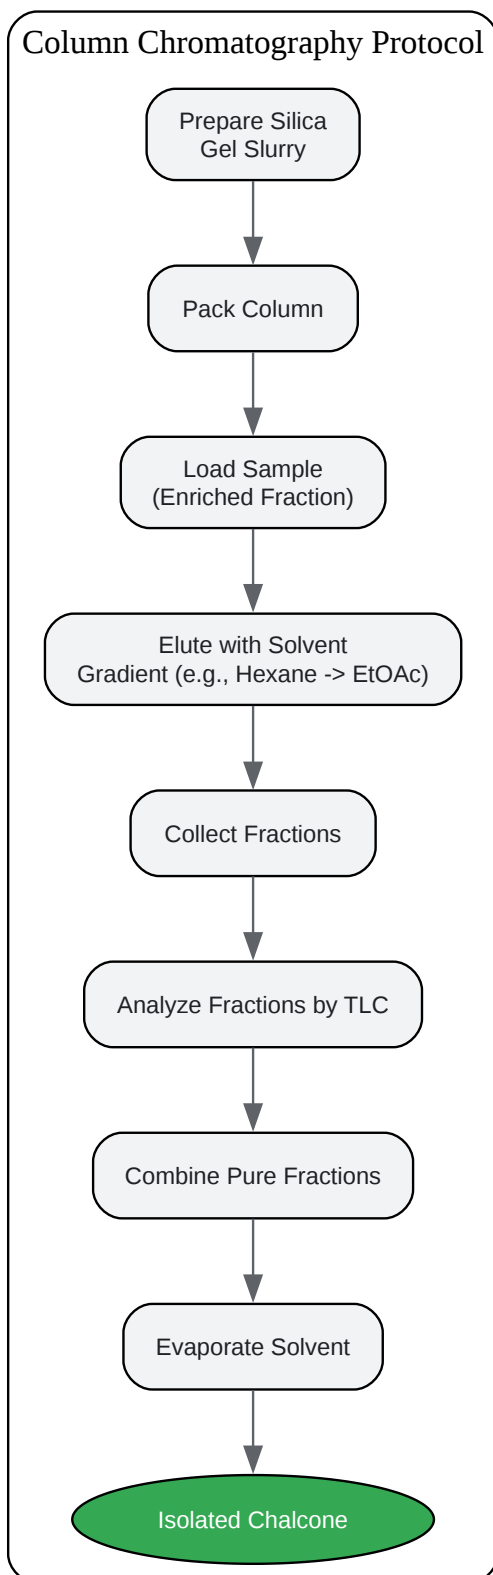 Column Chromatography Protocol
Prepare Silica
Gel Slurry
Pack Column
Load Sample
(Enriched Fraction)
Elute with Solvent
Gradient (e.g., Hexane -> EtOAc)
Collect Fractions
Analyze Fractions by TLC
Combine Pure Fractions
Evaporate Solvent
Isolated Chalcone